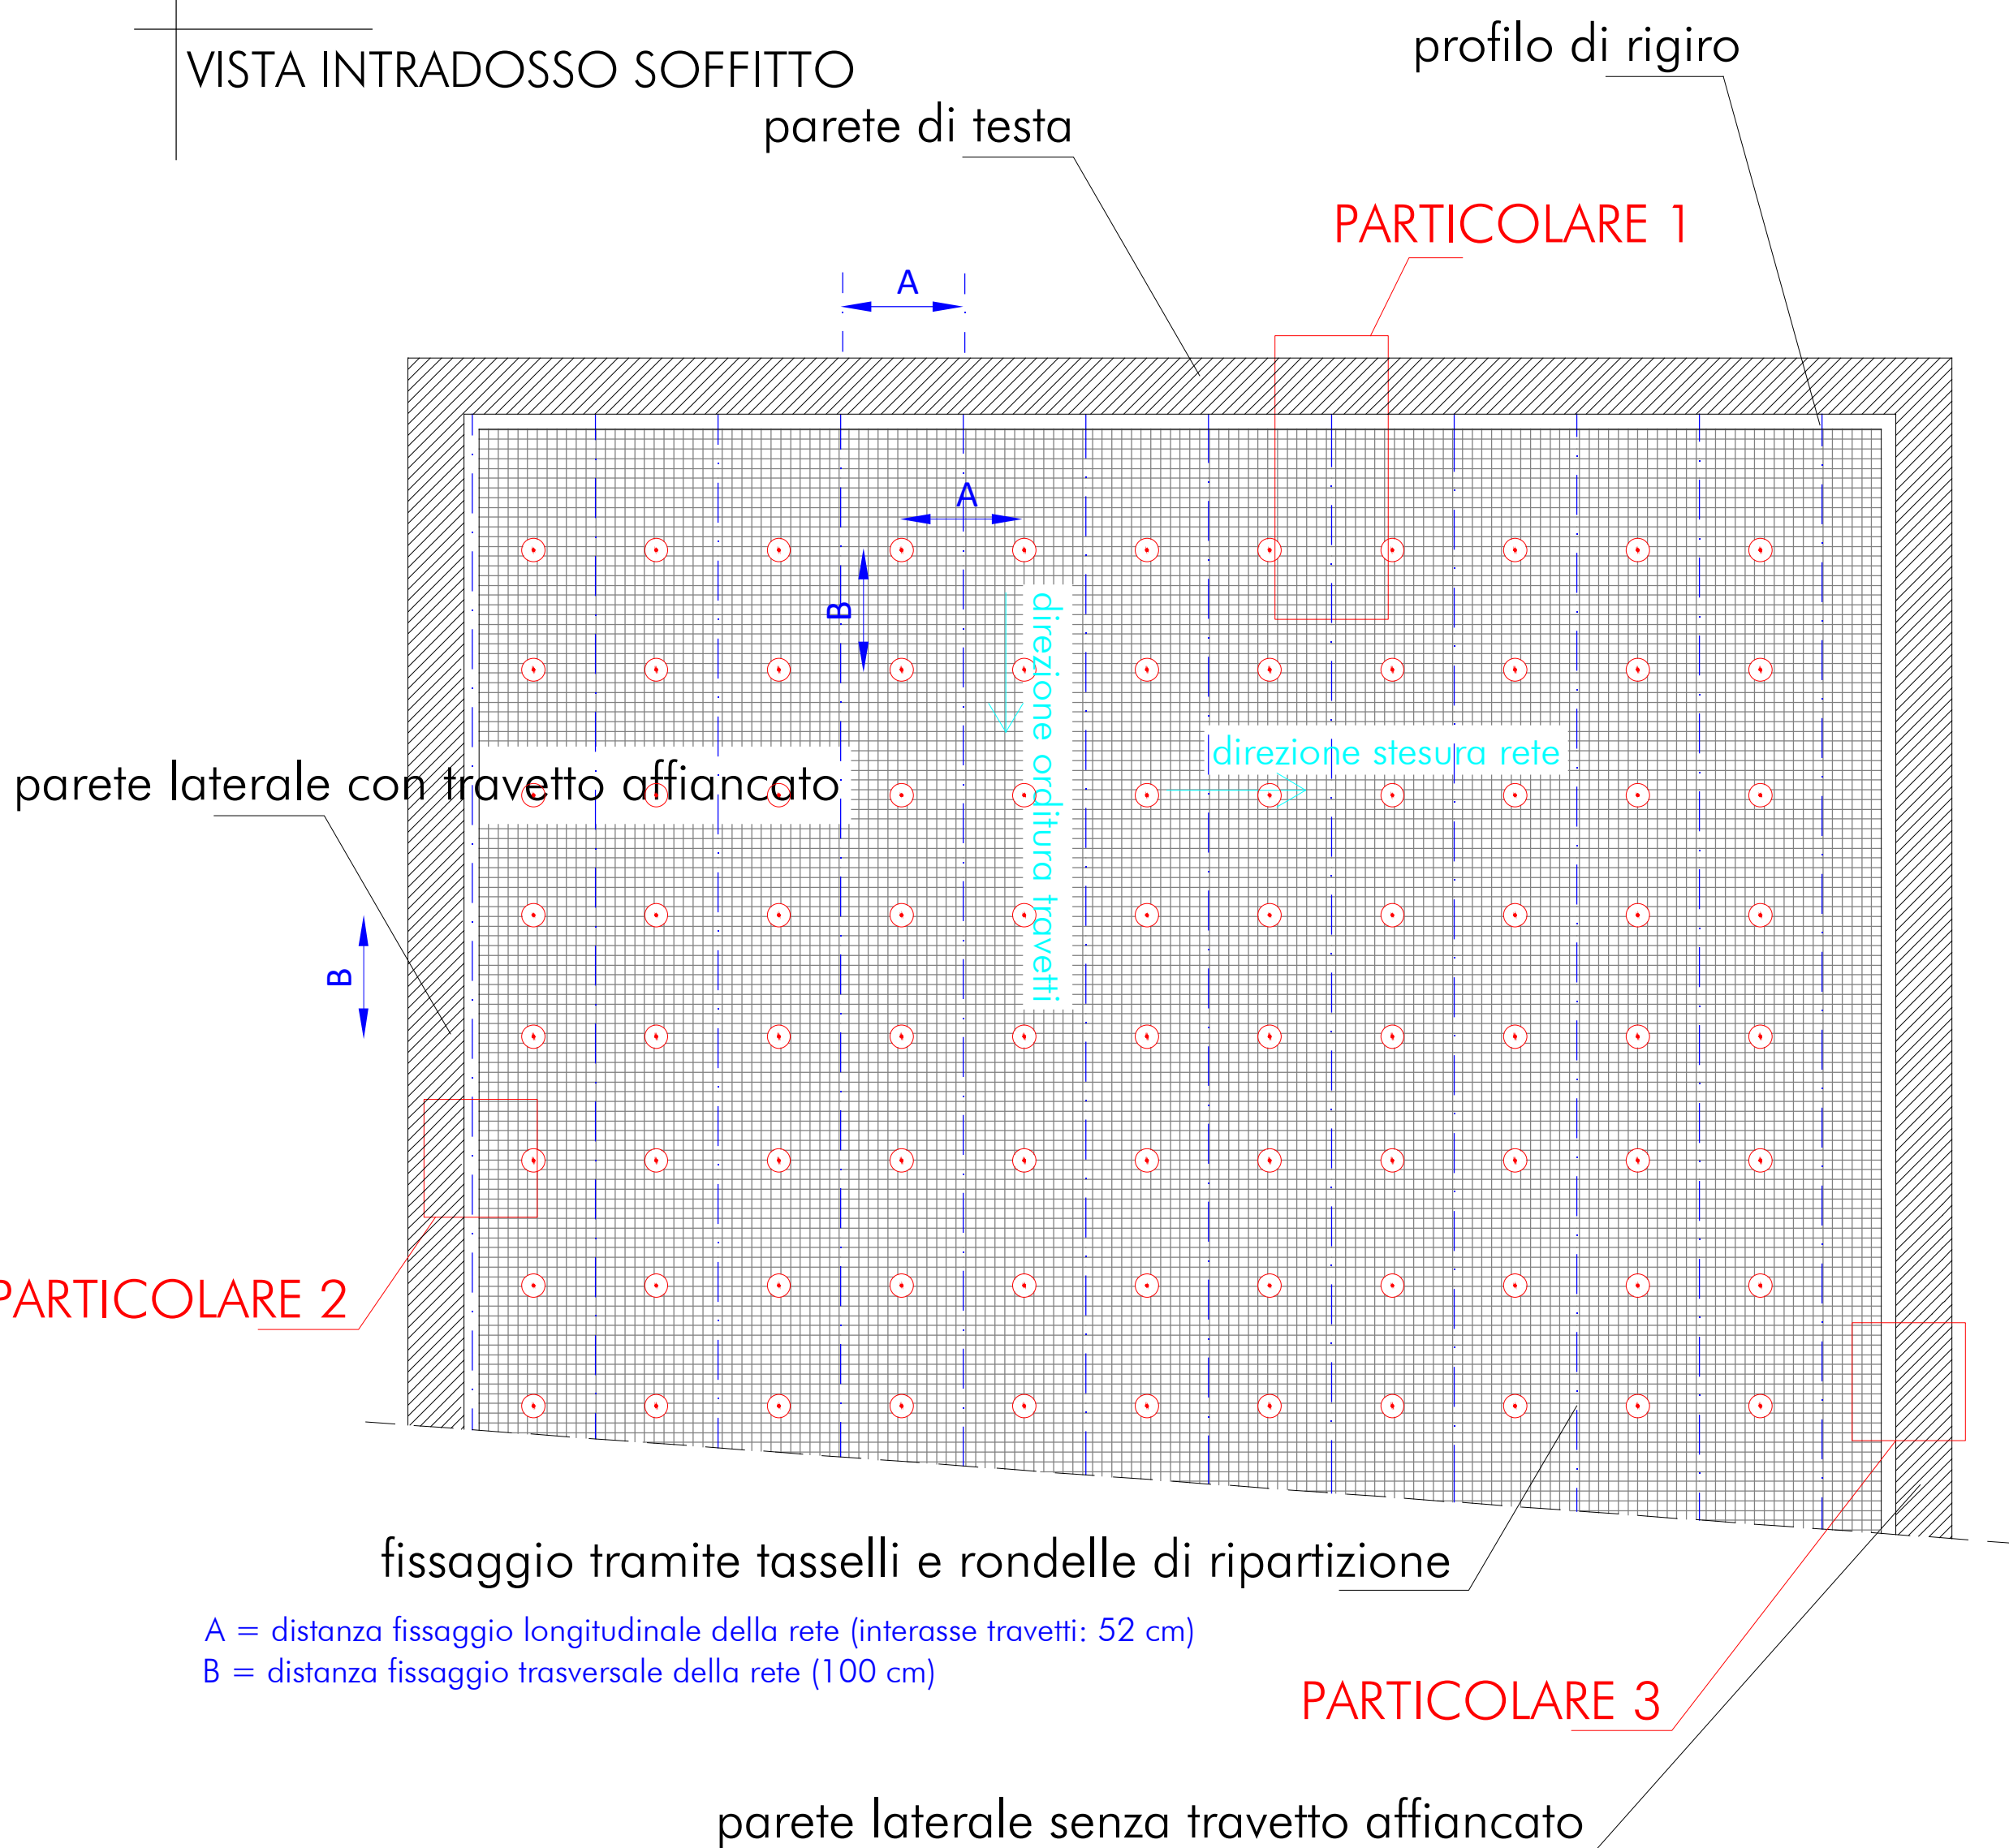 VISTA INTRADOSSO SOFFITTO
profilo di rigiro
parete di testa
PARTICOLARE 1
A
A
B
direzione orditura travetti
direzione stesura rete
parete laterale con travetto affiancato
B
PARTICOLARE 2
fissaggio tramite tasselli e rondelle di ripartizione
A = distanza fissaggio longitudinale della rete (interasse travetti: 52 cm)
B = distanza fissaggio trasversale della rete (100 cm)
PARTICOLARE 3
parete laterale senza travetto affiancato